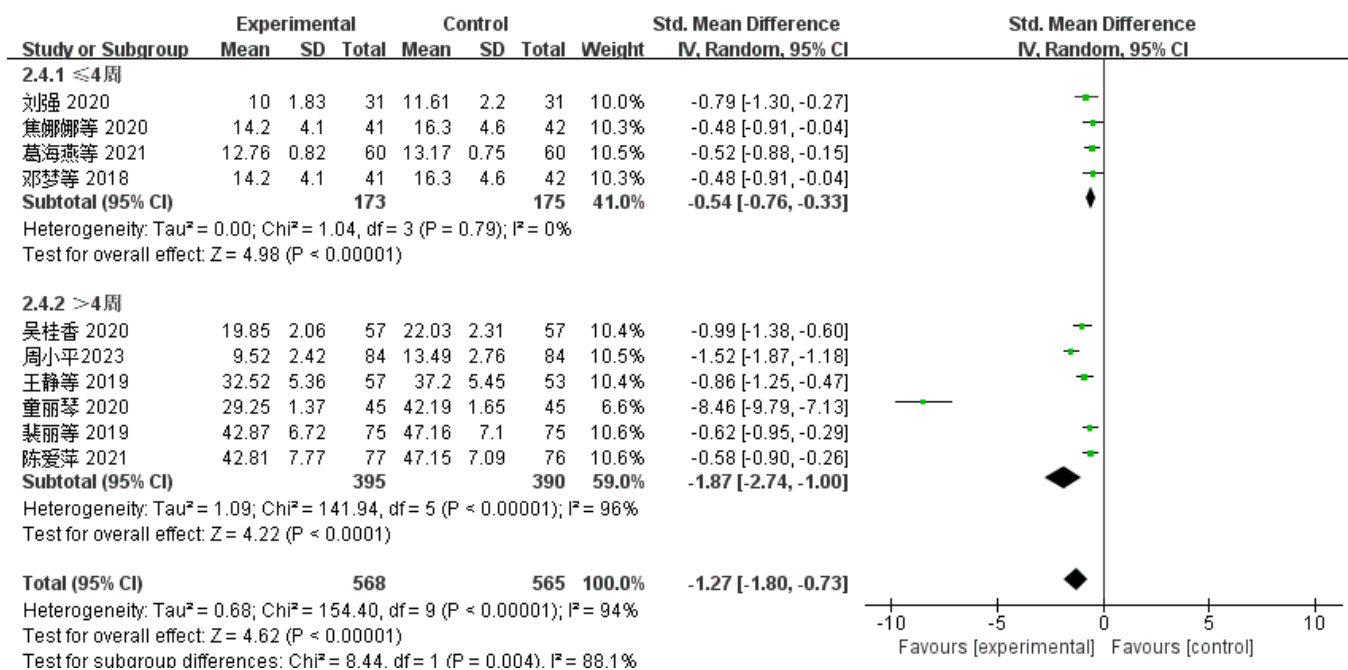 Experimental Control Std. Mean Difference Std. Mean Difference
Study or Subgroup Mean SD Total Mean SD Total Weight IV, Random, 95% CI IV, Random, 95% CI
2.4.1 ≤4周
刘强 2020 10 1.83 31 11.61 2.2 31 10.0% -0.79 [-1.30, -0.27]
焦娜娜等 2020 14.2 4.1 41 16.3 4.6 42 10.3% -0.48 [-0.91, -0.04]
葛海燕等 2021 12.76 0.82 60 13.17 0.75 60 10.5% -0.52 [-0.88, -0.15]
邓梦等 2018 14.2 4.1 41 16.3 4.6 42 10.3% -0.48 [-0.91, -0.04]
Subtotal (95% CI) 173 175 41.0% -0.54 [-0.76, -0.33]
Heterogeneity: Tau² = 0.00; Chi² = 1.04, df = 3 (P = 0.79); I² = 0%
Test for overall effect: Z = 4.98 (P < 0.00001)
2.4.2 >4周
吴桂香 2020 19.85 2.06 57 22.03 2.31 57 10.4% -0.99 [-1.38, -0.60]
周小平2023 9.52 2.42 84 13.49 2.76 84 10.5% -1.52 [-1.87, -1.18]
王静等 2019 32.52 5.36 57 37.2 5.45 53 10.4% -0.86 [-1.25, -0.47]
童丽琴 2020 29.25 1.37 45 42.19 1.65 45 6.6% -8.46 [-9.79, -7.13]
裴丽等 2019 42.87 6.72 75 47.16 7.1 75 10.6% -0.62 [-0.95, -0.29]
陈爱萍 2021 42.81 7.77 77 47.15 7.09 76 10.6% -0.58 [-0.90, -0.26]
Subtotal (95% CI) 395 390 59.0% -1.87 [-2.74, -1.00]
Heterogeneity: Tau² = 1.09; Chi² = 141.94, df = 5 (P < 0.00001); I² = 96%
Test for overall effect: Z = 4.22 (P < 0.0001)
Total (95% CI) 568 565 100.0% -1.27 [-1.80, -0.73]
Heterogeneity: Tau² = 0.68; Chi² = 154.40, df = 9 (P < 0.00001); I² = 94%
Test for overall effect: Z = 4.62 (P < 0.00001)
Test for subgroup differences: Chi² = 8.44, df = 1 (P = 0.004), I² = 88.1%
-10 -5 0 5 10
Favours [experimental] Favours [control]